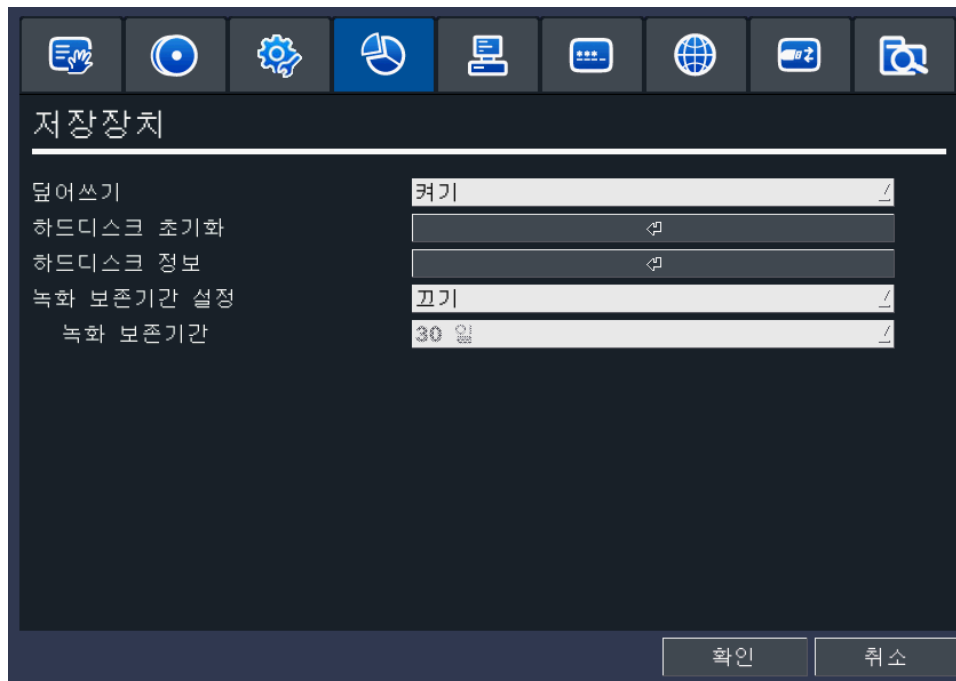 저장장치
덮어쓰기 켜기
하드디스크 초기화
하드디스크 정보
녹화 보존기간 설정 끄기
녹화 보존기간 30 일
확인 취소